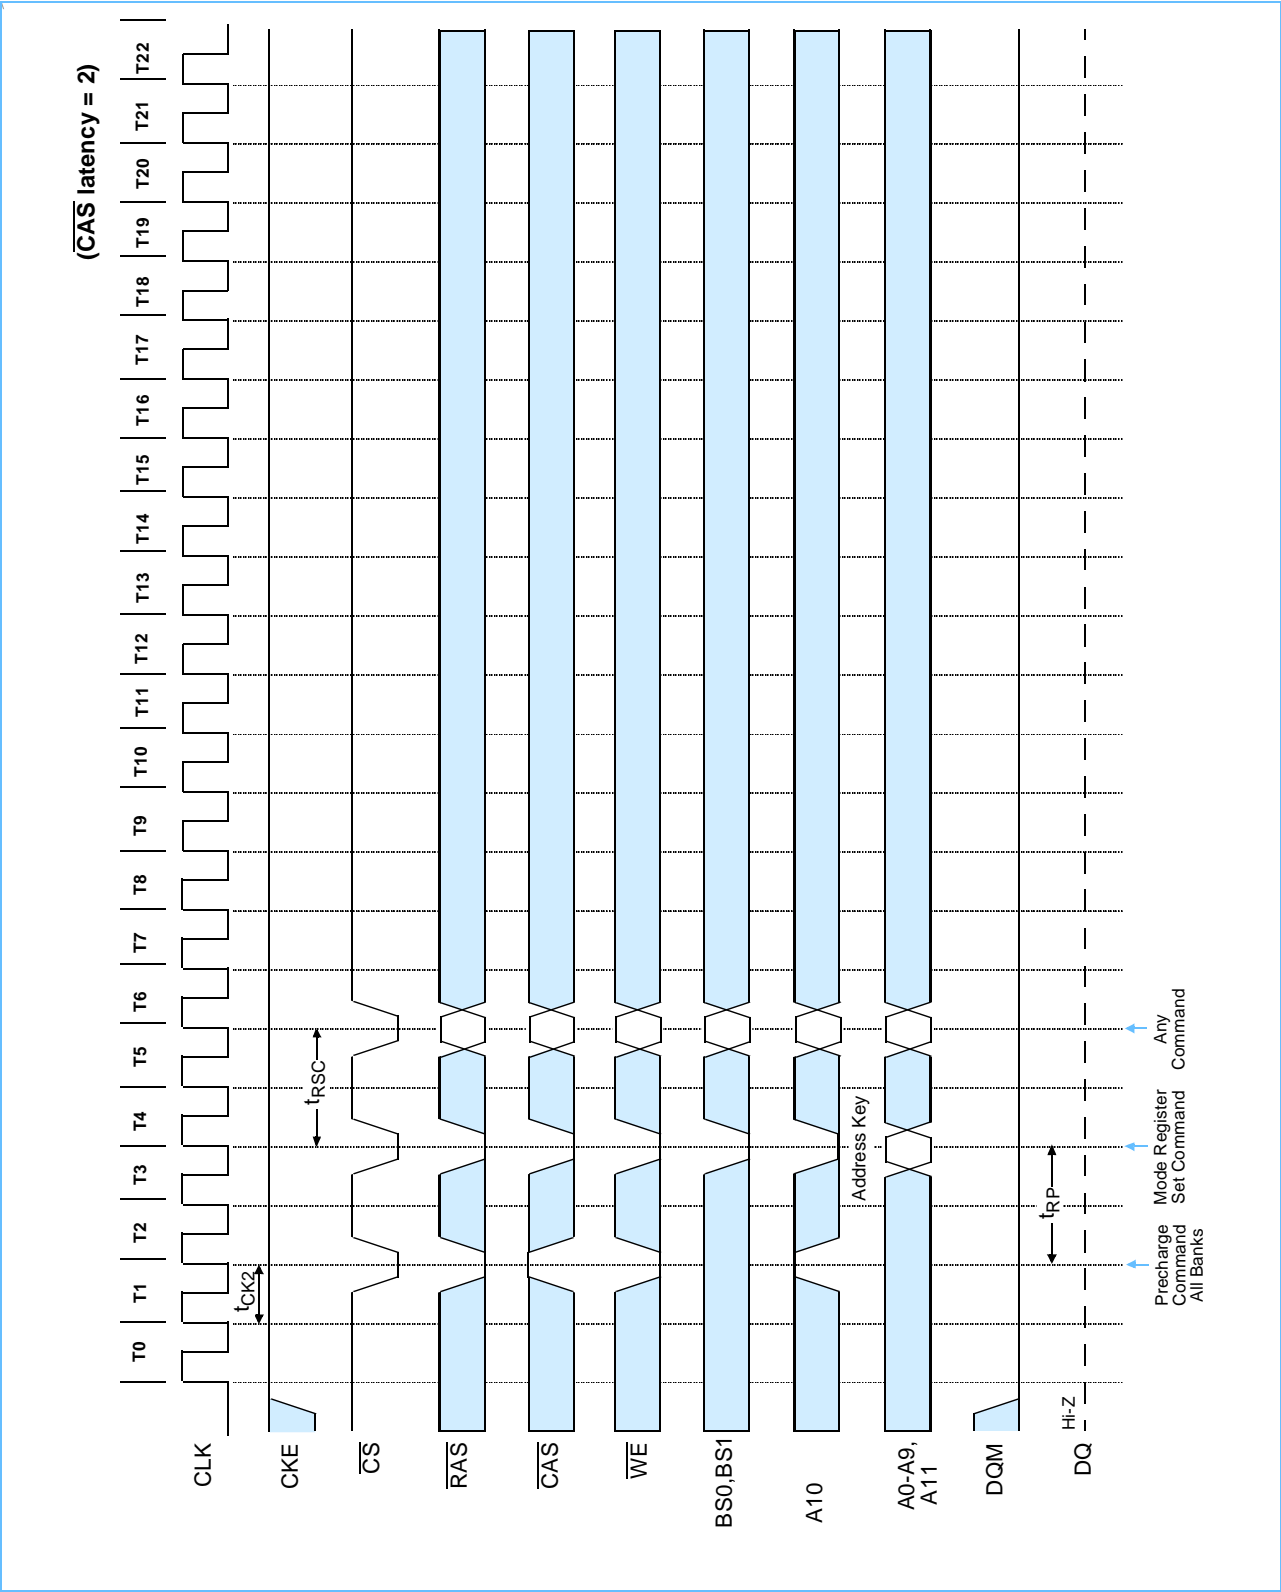 (CAS latency = 2)
T0 T1 T2 T3 T4 T5 T6 T7 T8 T9 T10 T11 T12 T13 T14 T15 T16 T17 T18 T19 T20 T21 T22
CLK
tCK2
CKE
tRSC
CS
RAS
CAS
WE
BS0,BS1
A10
Address Key
A0-A9,
A11
DQM
tRP
Hi-Z
DQ
Precharge
Command
All Banks
Mode Register
Set Command
Any
Command